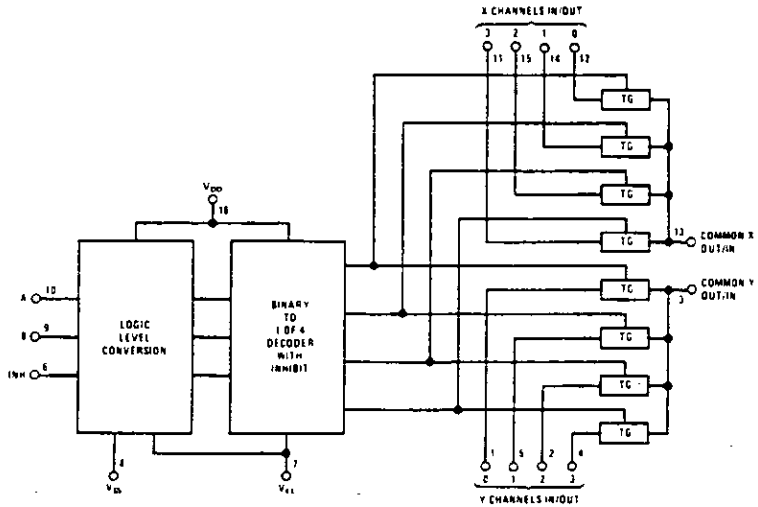 X CHANNELS IN/OUT
3 2 1 0
11 15 14 12
TG
TG
TG
TG
13
COMMON X
OUT/IN
VDD
16
A 10
B 9
INH 6
LOGIC
LEVEL
CONVERSION
BINARY
TO
1 OF 4
DECODER
WITH
INHIBIT
TG
TG
TG
TG
3
COMMON Y
OUT/IN
4
VSS
7
VEE
1 5 2 4
0 1 2 3
Y CHANNELS IN/OUT